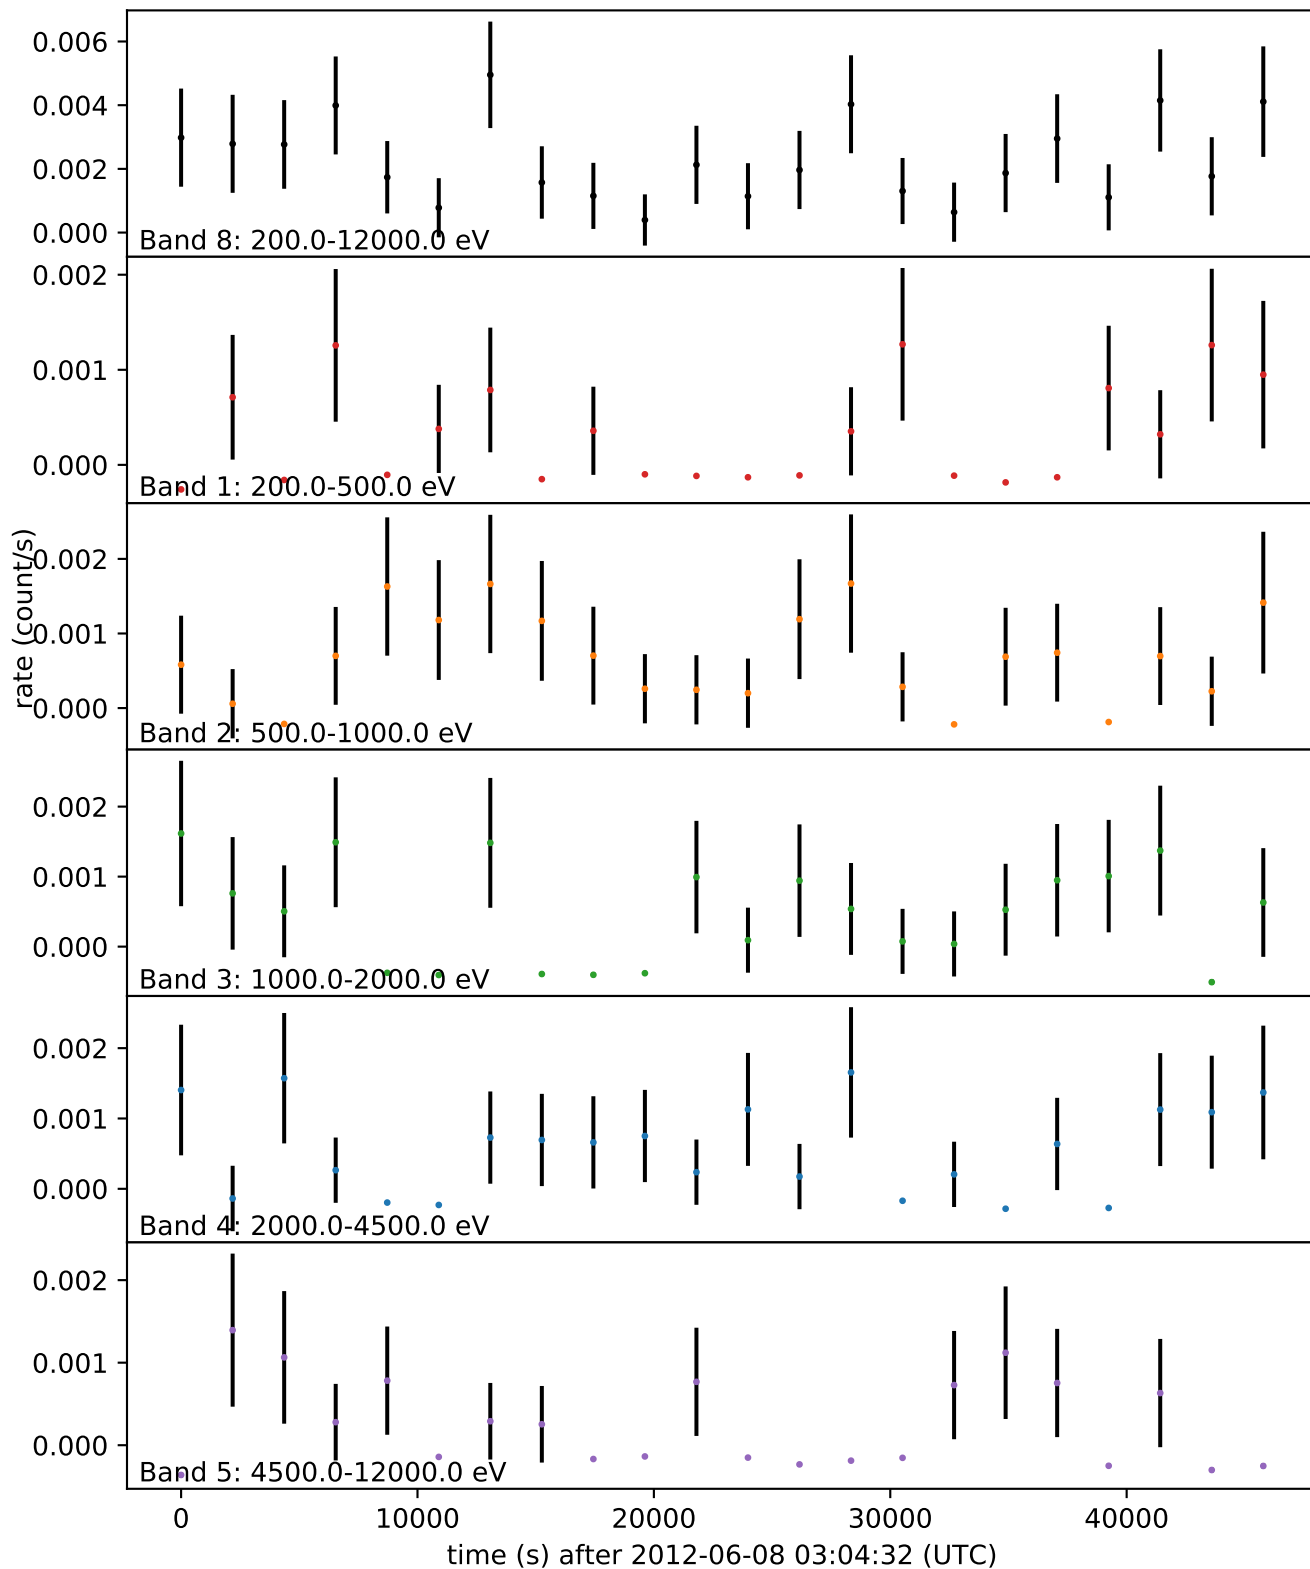 0.006
0.004
0.002
0.000
Band 8: 200.0-12000.0 eV
0.002
0.001
0.000
Band 1: 200.0-500.0 eV
rate (count/s)
0.002
0.001
0.000
Band 2: 500.0-1000.0 eV
0.002
0.001
0.000
Band 3: 1000.0-2000.0 eV
0.002
0.001
0.000
Band 4: 2000.0-4500.0 eV
0.002
0.001
0.000
Band 5: 4500.0-12000.0 eV
0 10000 20000 30000 40000
time (s) after 2012-06-08 03:04:32 (UTC)